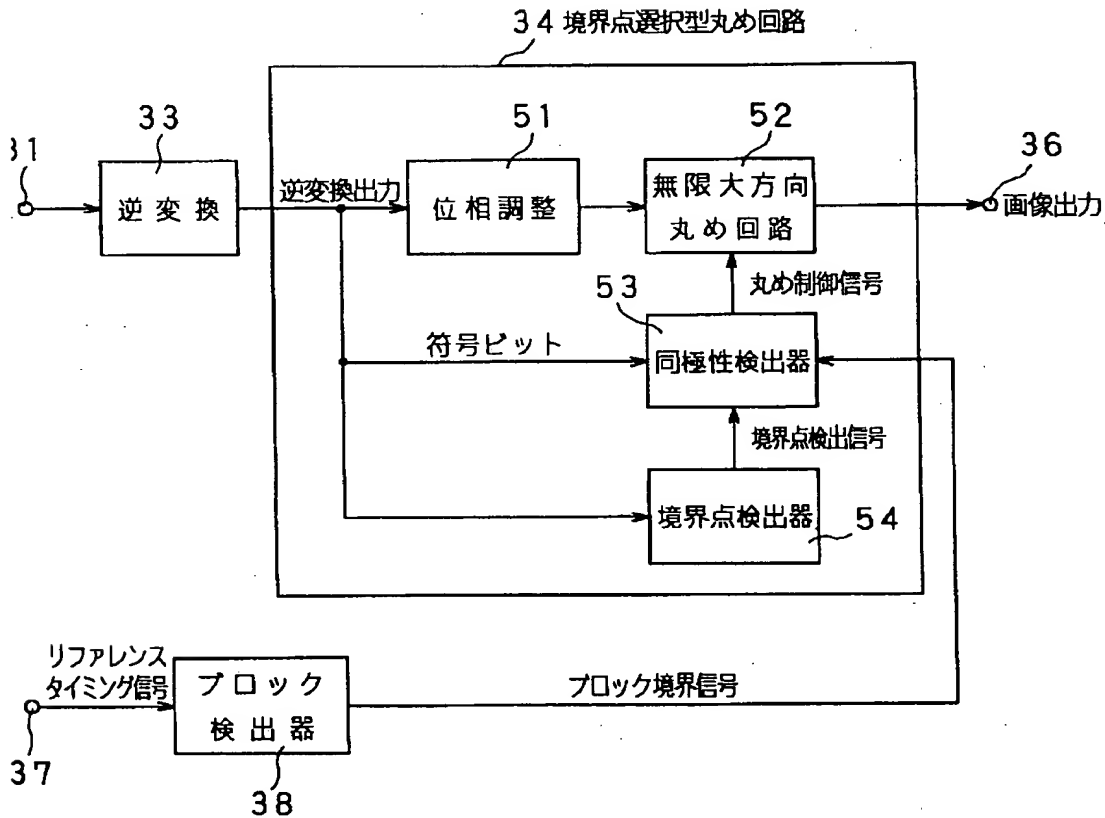 34 境界点選択型丸め回路
33
51
52
36
31
逆変換
逆変換出力
位相調整
無限大方向
丸め回路
画像出力
丸め制御信号
53
符号ビット
同極性検出器
境界点検出信号
境界点検出器
54
リファレンス
タイミング信号
ブロック
検出器
ブロック境界信号
37
38